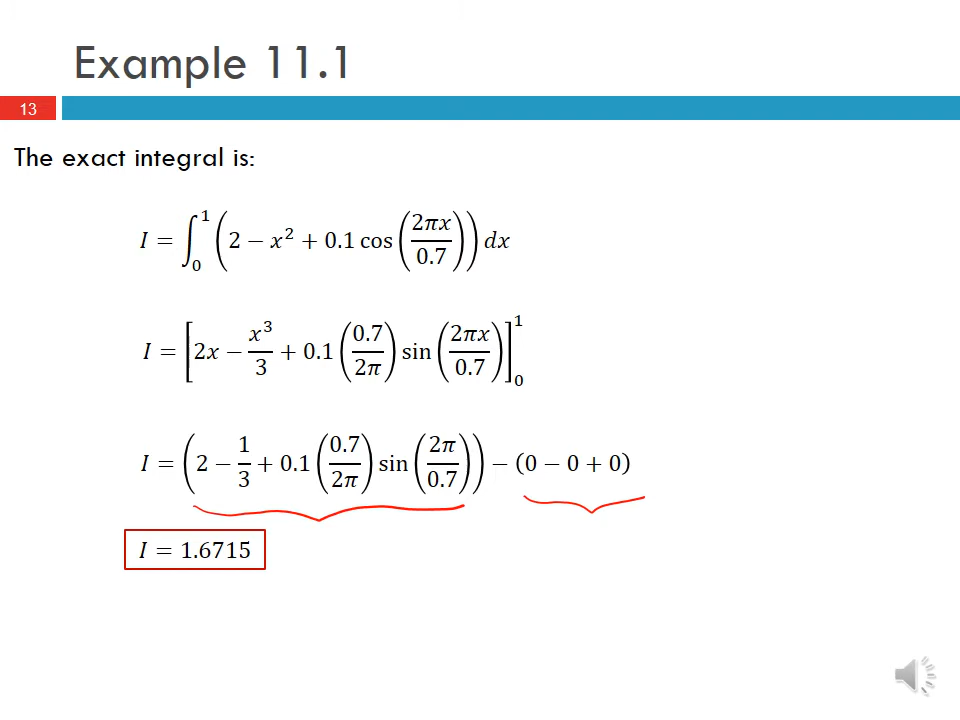 Example 11.1
13
The exact integral is:
I = ∫₀¹ (2 − x² + 0.1 cos(2πx/0.7)) dx
I = [2x − x³/3 + 0.1 (0.7/2π) sin(2πx/0.7)]₀¹
I = (2 − 1/3 + 0.1 (0.7/2π) sin(2π/0.7)) − (0 − 0 + 0)
I = 1.6715